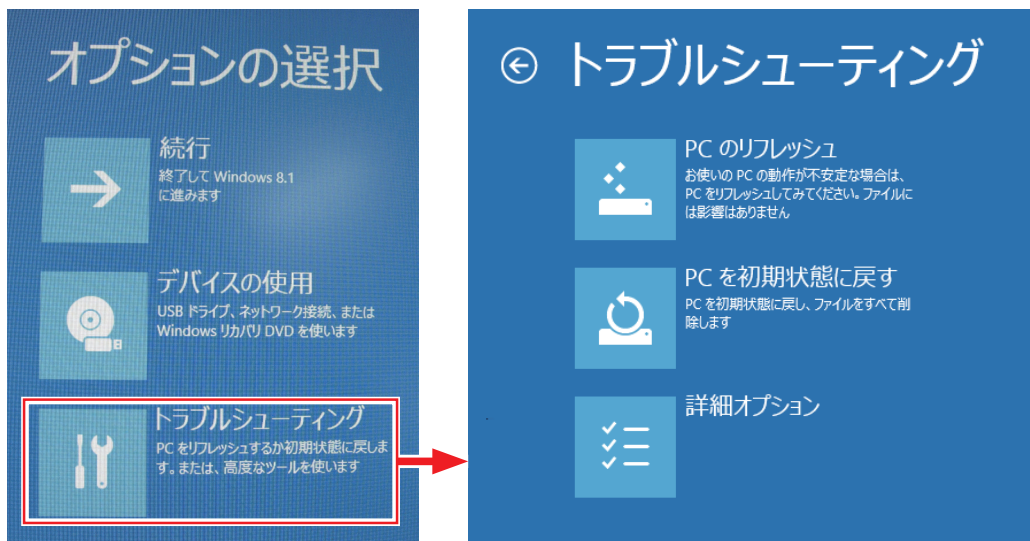 オプションの選択
続行
終了して Windows 8.1
に進みます
デバイスの使用
USB ドライブ、ネットワーク接続、または
Windows リカバリ DVD を使います
トラブルシューティング
PC をリフレッシュするか初期状態に戻しま
す。または、高度なツールを使います
トラブルシューティング
PC のリフレッシュ
お使いの PC の動作が不安定な場合は、
PC をリフレッシュしてみてください。ファイルに
は影響はありません
PC を初期状態に戻す
PC を初期状態に戻し、ファイルをすべて削
除します
詳細オプション